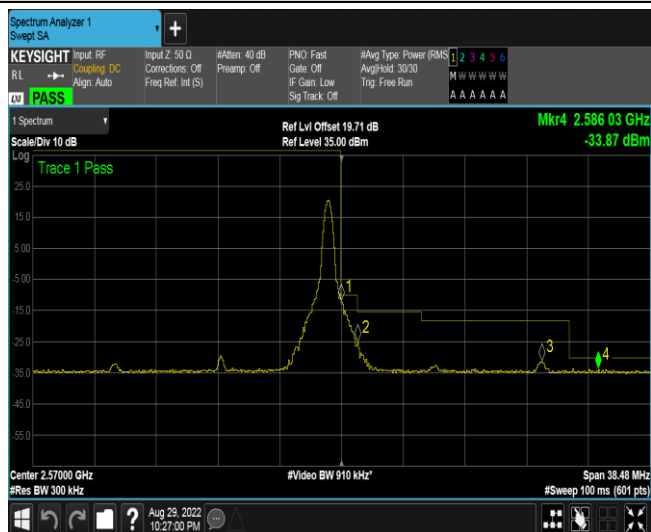 Spectrum Analyzer 1
Swept SA
+
KEYSIGHT
RL
LXI PASS
Input: RF
Coupling: DC
Align: Auto
Input Z: 50 Ω
Corrections: Off
Freq Ref: Int (S)
#Atten: 40 dB
Preamp: Off
PNO: Fast
Gate: Off
IF Gain: Low
Sig Track: Off
#Avg Type: Power (RMS
Avg|Hold: 30/30
Trig: Free Run
1 2 3 4 5 6
M W W W W W
A A A A A A
1 Spectrum
Scale/Div 10 dB
Ref Lvl Offset 19.71 dB
Ref Level 35.00 dBm
Mkr4 2.586 03 GHz
-33.87 dBm
Log
Trace 1 Pass
25.0
15.0
5.00
-5.00
-15.0
-25.0
-35.0
-45.0
-55.0
1
2
3
4
Center 2.57000 GHz
#Res BW 300 kHz
#Video BW 910 kHz*
Span 38.48 MHz
#Sweep 100 ms (601 pts)
?
Aug 29, 2022
10:27:00 PM